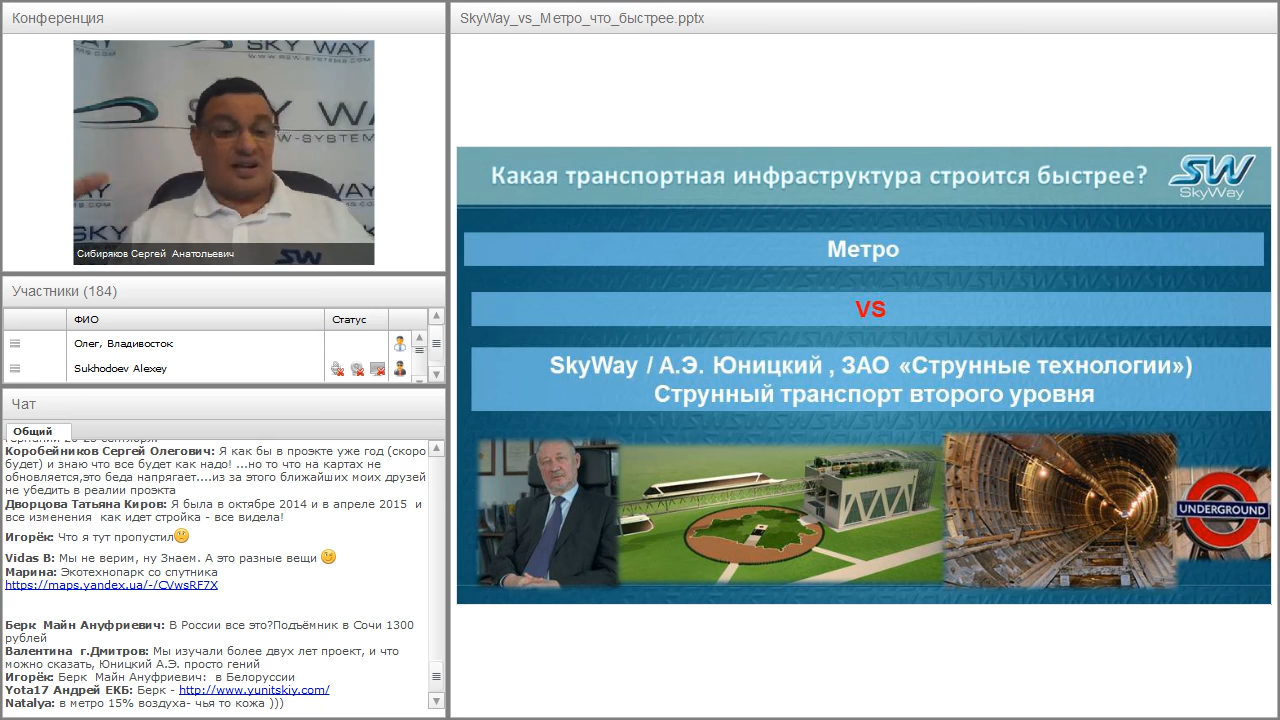 Конференция
SKY WAY
SKY WAY
Сибиряков Сергей Анатольевич
SW
Участники (184)
ФИО
Статус
Олег, Владивосток
Sukhodoev Alexey
Чат
Общий
Коробейников Сергей Олегович: Я как бы в проэкте уже год (скоро
будет) и знаю что все будет как надо! ...но то что на картах не
обновляется,это беда напрягает....из за этого ближайших моих друзей
не убедить в реалии проэкта
Дворцова Татьяна Киров: Я была в октябре 2014 и в апреле 2015 и
все изменения как идет стройка - все видела!
Игорёк: Что я тут пропустил
Vidas B: Мы не верим, ну Знаем. А это разные вещи
Марина: Экотехнопарк со спутника
https://maps.yandex.ua/-/CVwsRF7X
Берк Майн Ануфриевич: В России все это?Подъёмник в Сочи 1300
рублей
Валентина г.Дмитров: Мы изучали более двух лет проект, и что
можно сказать, Юницкий А.Э. просто гений
Игорёк: Берк Майн Ануфриевич: в Белоруссии
Yota17 Андрей ЕКБ: Берк - http://www.yunitskiy.com/
Natalya: в метро 15% воздуха- чья то кожа )))
SkyWay_vs_Метро_что_быстрее.pptx
Какая транспортная инфраструктура строится быстрее?
SW
SkyWay
Метро
VS
SkyWay / А.Э. Юницкий , ЗАО «Струнные технологии»)
Струнный транспорт второго уровня
UNDERGROUND